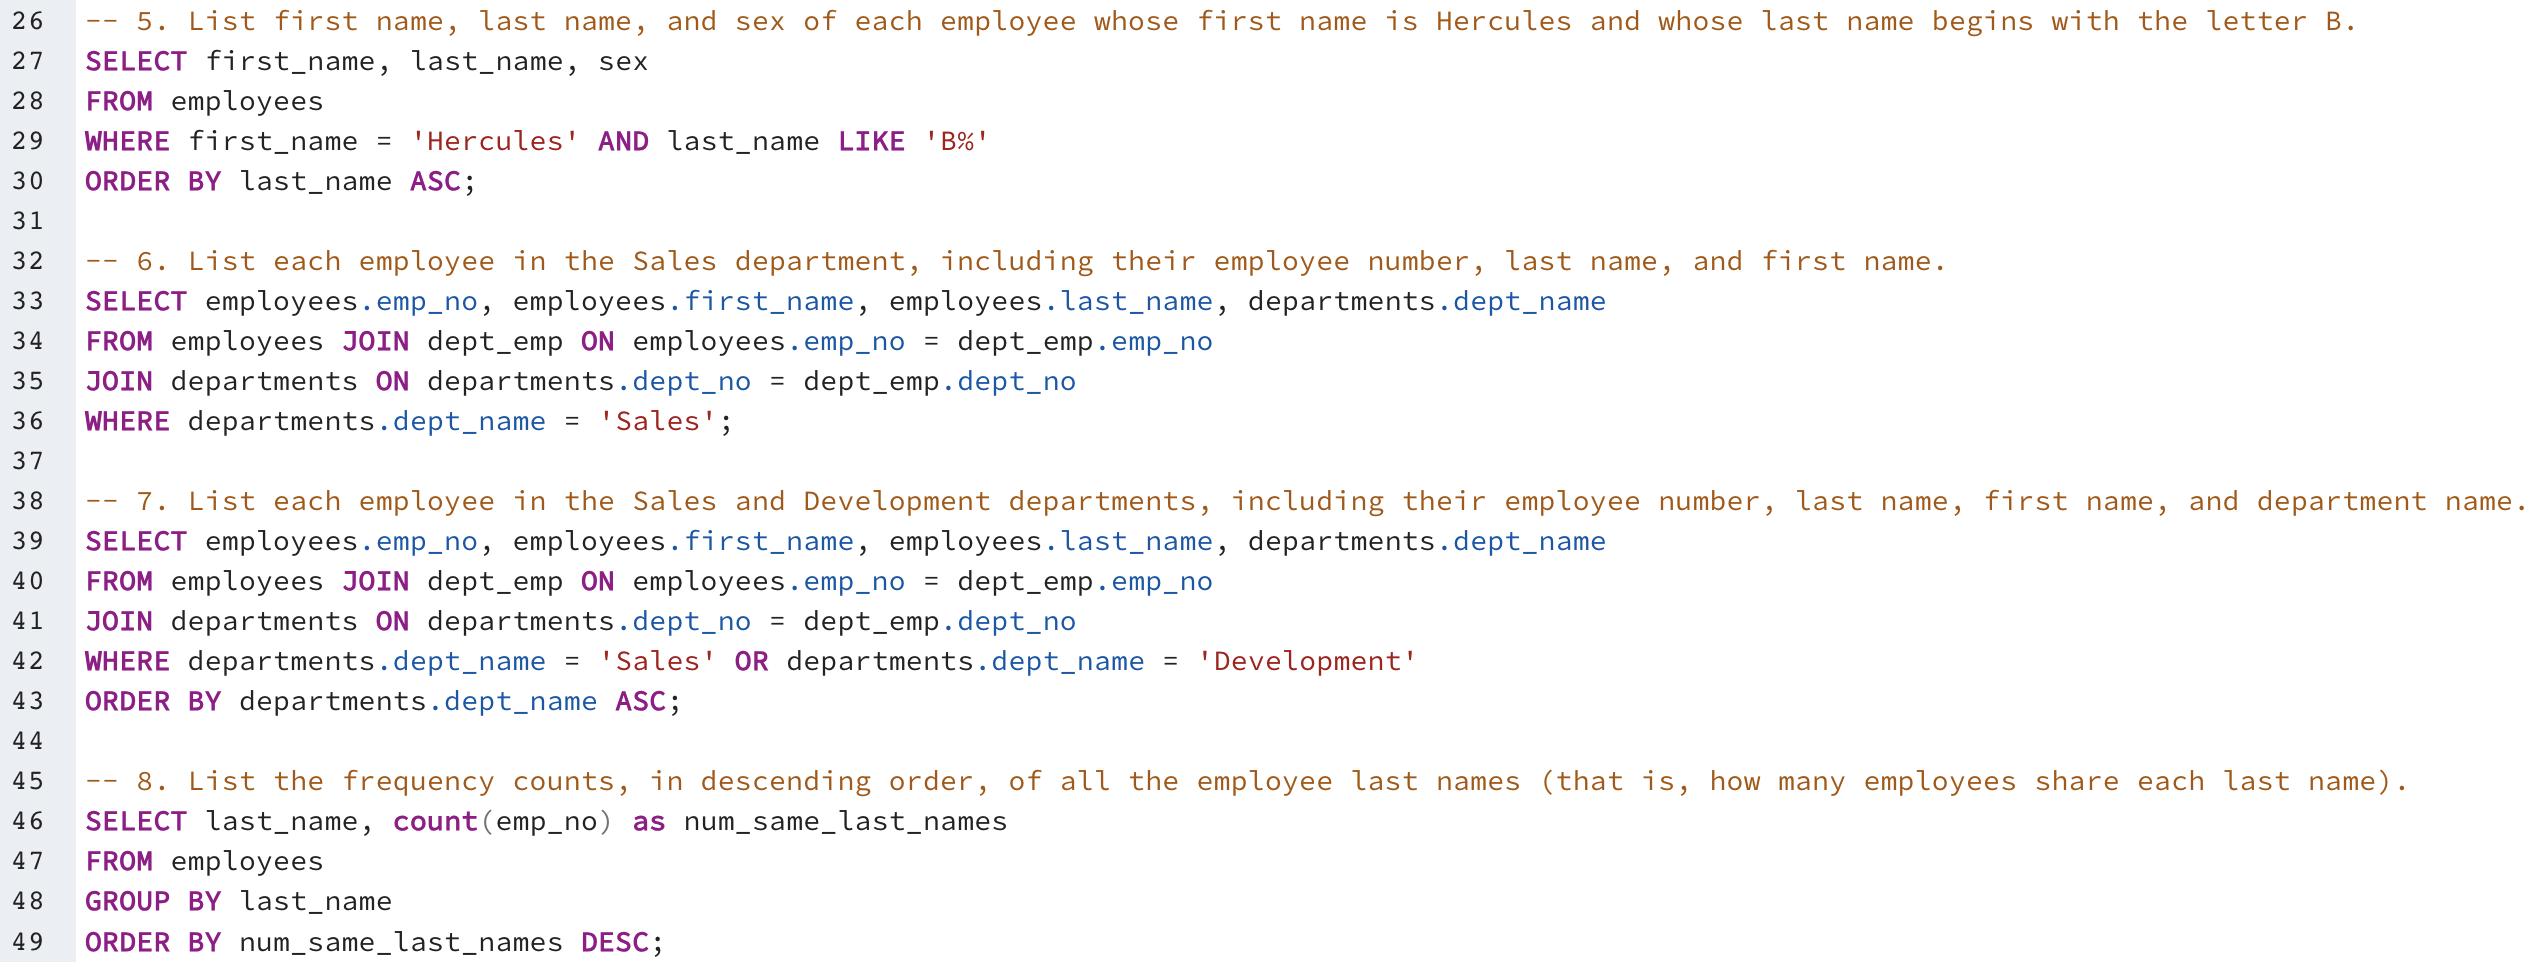 26 -- 5. List first name, last name, and sex of each employee whose first name is Hercules and whose last name begins with the letter B.
27 SELECT first_name, last_name, sex
28 FROM employees
29 WHERE first_name = 'Hercules' AND last_name LIKE 'B%'
30 ORDER BY last_name ASC;
31
32 -- 6. List each employee in the Sales department, including their employee number, last name, and first name.
33 SELECT employees.emp_no, employees.first_name, employees.last_name, departments.dept_name
34 FROM employees JOIN dept_emp ON employees.emp_no = dept_emp.emp_no
35 JOIN departments ON departments.dept_no = dept_emp.dept_no
36 WHERE departments.dept_name = 'Sales';
37
38 -- 7. List each employee in the Sales and Development departments, including their employee number, last name, first name, and department name.
39 SELECT employees.emp_no, employees.first_name, employees.last_name, departments.dept_name
40 FROM employees JOIN dept_emp ON employees.emp_no = dept_emp.emp_no
41 JOIN departments ON departments.dept_no = dept_emp.dept_no
42 WHERE departments.dept_name = 'Sales' OR departments.dept_name = 'Development'
43 ORDER BY departments.dept_name ASC;
44
45 -- 8. List the frequency counts, in descending order, of all the employee last names (that is, how many employees share each last name).
46 SELECT last_name, count(emp_no) as num_same_last_names
47 FROM employees
48 GROUP BY last_name
49 ORDER BY num_same_last_names DESC;